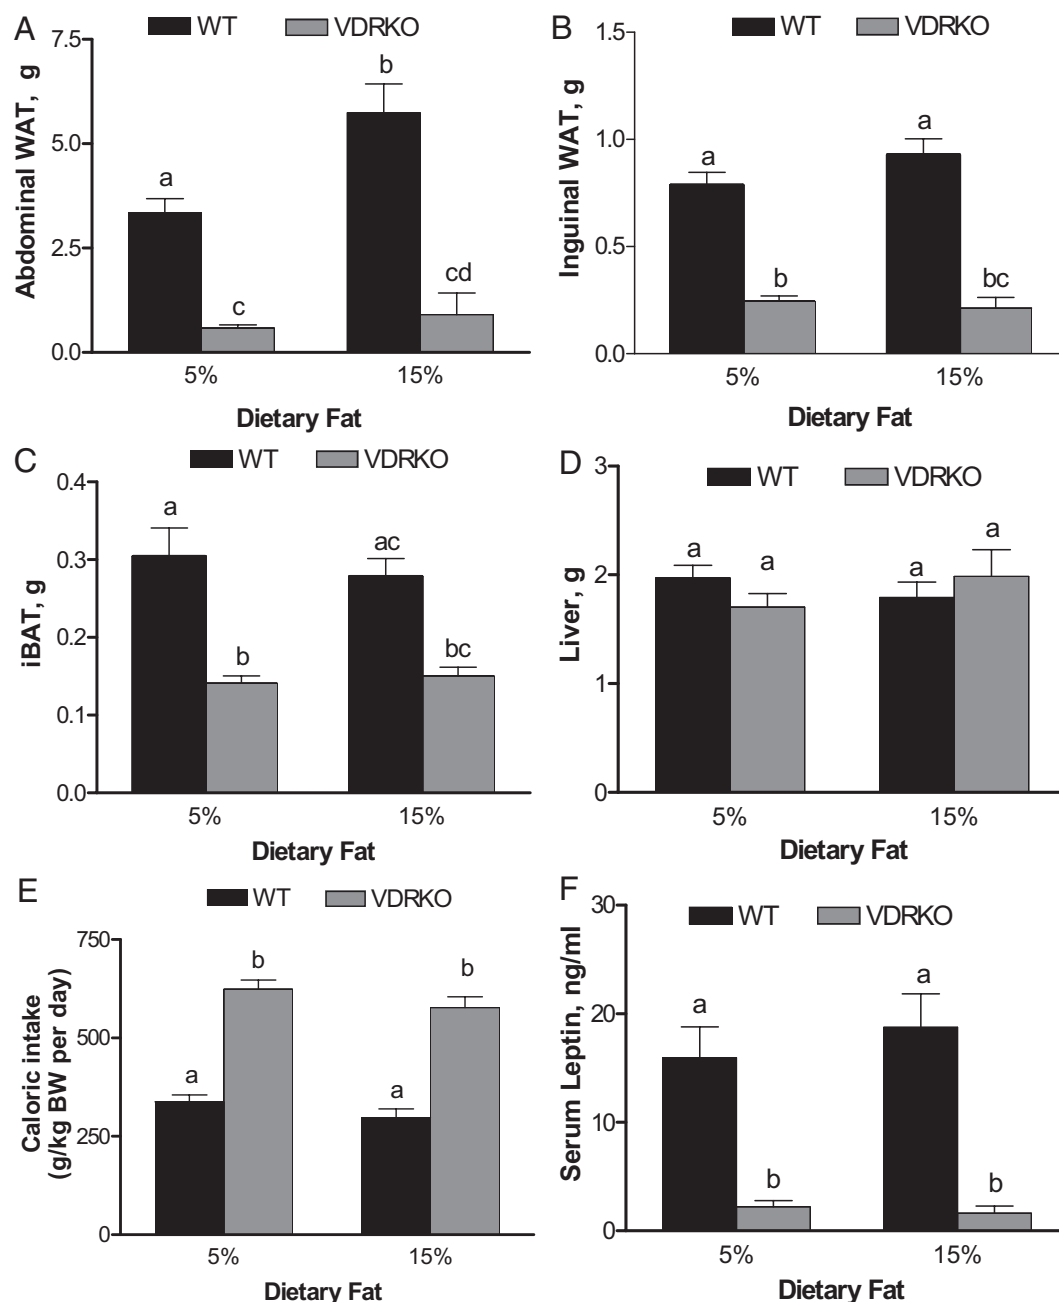 A
WT VDRKO
Abdominal WAT, g
7.5
5.0
2.5
0.0
a
c
b
cd
5% 15%
Dietary Fat
B
WT VDRKO
Inguinal WAT, g
1.5
1.0
0.5
0.0
a
b
a
bc
5% 15%
Dietary Fat
C
WT VDRKO
iBAT, g
0.4
0.3
0.2
0.1
0.0
a
b
ac
bc
5% 15%
Dietary Fat
D
WT VDRKO
Liver, g
3
2
1
0
a
a
a
a
5% 15%
Dietary Fat
E
WT VDRKO
Caloric intake
(g/kg BW per day)
750
500
250
0
a
b
a
b
5% 15%
Dietary Fat
F
WT VDRKO
Serum Leptin, ng/ml
30
20
10
0
a
b
a
b
5% 15%
Dietary Fat